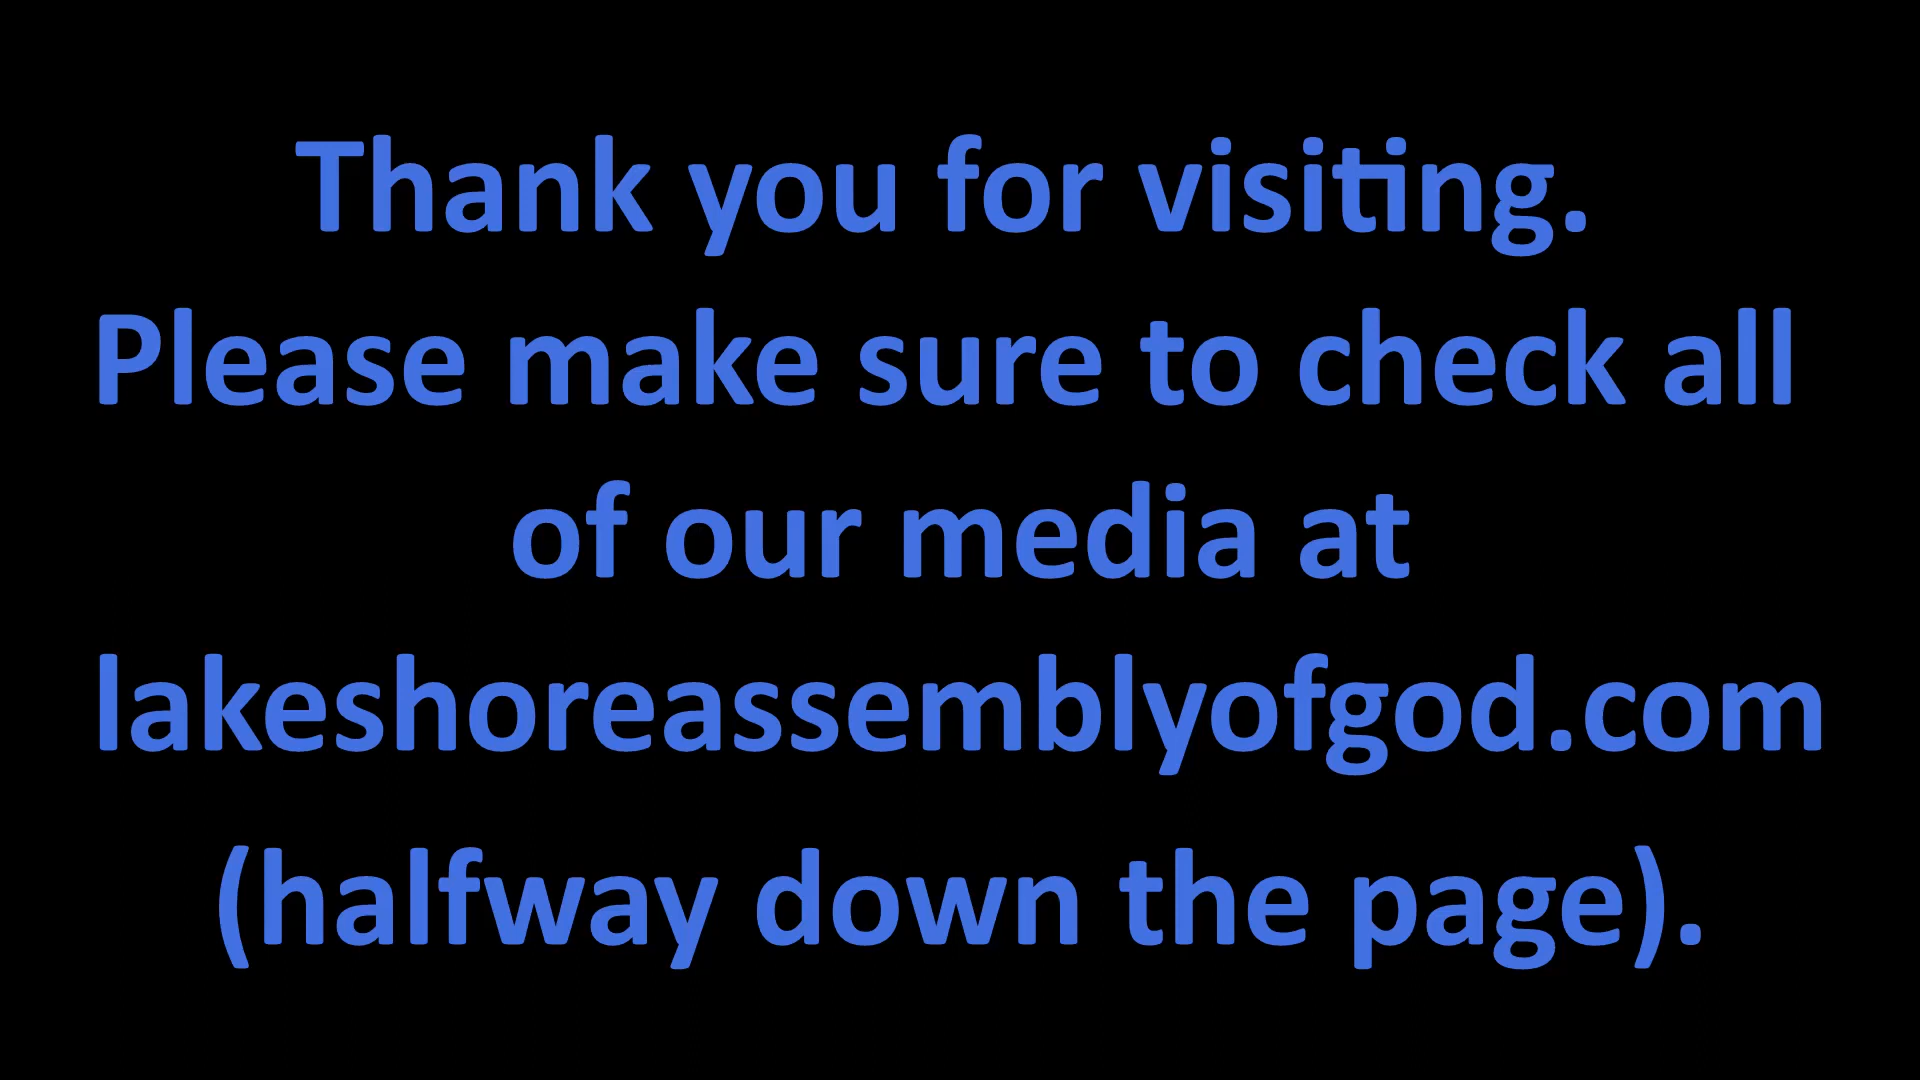 Thank you for visiting.
Please make sure to check all
of our media at
lakeshoreassemblyofgod.com
(halfway down the page).